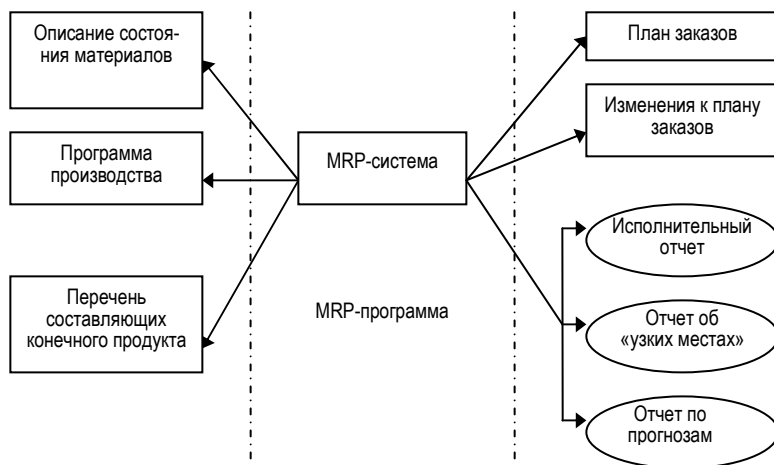 Описание состоя-
ния материалов
Программа
производства
Перечень
составляющих
конечного продукта
MRP-система
MRP-программа
План заказов
Изменения к плану
заказов
Исполнительный
отчет
Отчет об
«узких местах»
Отчет по
прогнозам